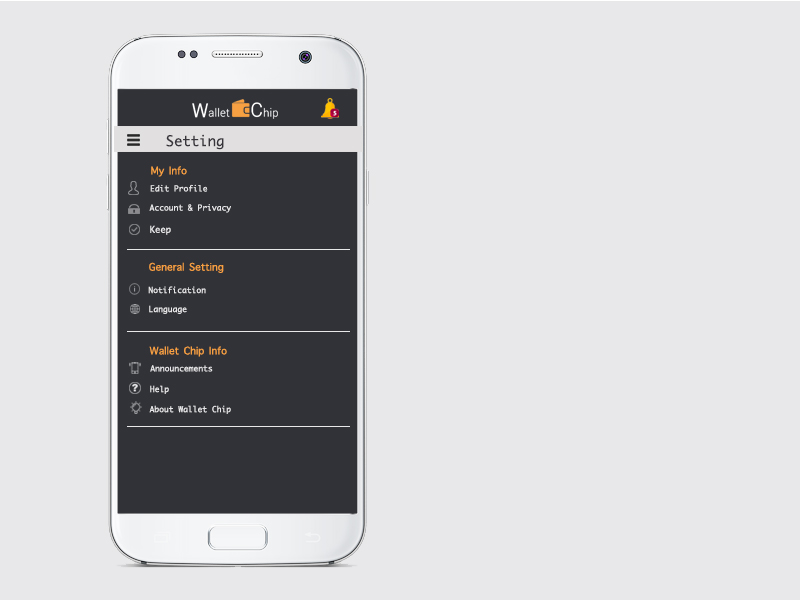 Wallet Chip
Setting
My Info
Edit Profile
Account & Privacy
Keep
General Setting
Notification
Language
Wallet Chip Info
Announcements
Help
About Wallet Chip